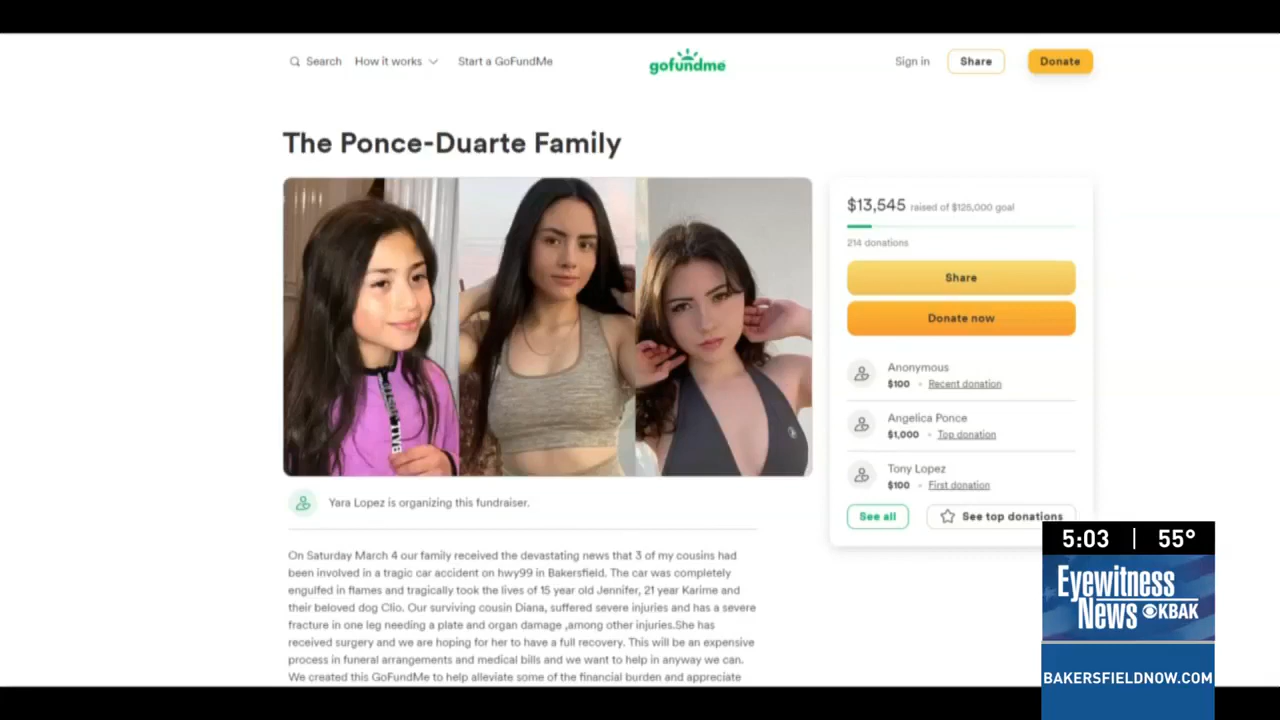 Search How it works Start a GoFundMe gofundme Sign in Share Donate
The Ponce-Duarte Family
BALL JUSTA
$13,545 raised of $125,000 goal
214 donations
Share
Donate now
Anonymous
$100 • Recent donation
Angelica Ponce
$1,000 • Top donation
Tony Lopez
$100 • First donation
See all See top donations
Yara Lopez is organizing this fundraiser.
On Saturday March 4 our family received the devastating news that 3 of my cousins had
been involved in a tragic car accident on hwy99 in Bakersfield. The car was completely
engulfed in flames and tragically took the lives of 15 year old Jennifer, 21 year Karime and
their beloved dog Clio. Our surviving cousin Diana, suffered severe injuries and has a severe
fracture in one leg needing a plate and organ damage ,among other injuries.She has
received surgery and we are hoping for her to have a full recovery. This will be an expensive
process in funeral arrangements and medical bills and we want to help in anyway we can.
We created this GoFundMe to help alleviate some of the financial burden and appreciate
5:03 | 55°
Eyewitness
News KBAK
BAKERSFIELDNOW.COM